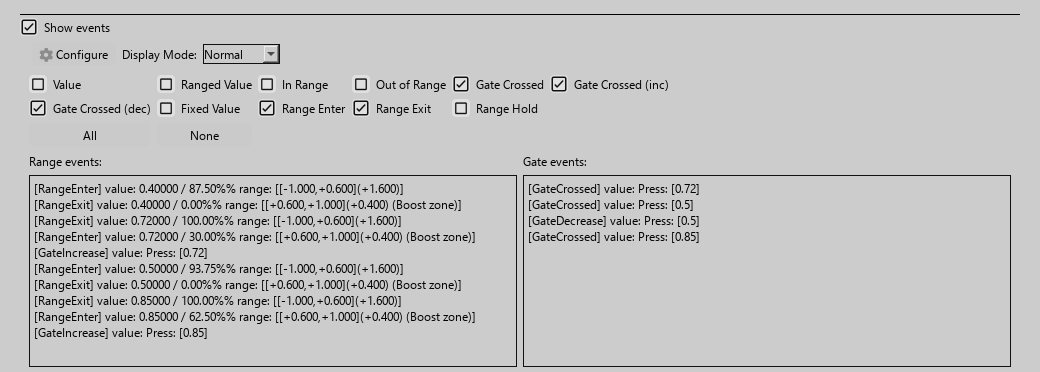 Show events
Configure Display Mode: Normal
Value Ranged Value In Range Out of Range Gate Crossed Gate Crossed (inc)
Gate Crossed (dec) Fixed Value Range Enter Range Exit Range Hold
All None
Range events:
[RangeEnter] value: 0.40000 / 87.50%% range: [[-1.000,+0.600](+1.600)]
[RangeExit] value: 0.40000 / 0.00%% range: [[+0.600,+1.000](+0.400) (Boost zone)]
[RangeExit] value: 0.72000 / 100.00%% range: [[-1.000,+0.600](+1.600)]
[RangeEnter] value: 0.72000 / 30.00%% range: [[+0.600,+1.000](+0.400) (Boost zone)]
[GateIncrease] value: Press: [0.72]
[RangeEnter] value: 0.50000 / 93.75%% range: [[-1.000,+0.600](+1.600)]
[RangeExit] value: 0.50000 / 0.00%% range: [[+0.600,+1.000](+0.400) (Boost zone)]
[RangeExit] value: 0.85000 / 100.00%% range: [[-1.000,+0.600](+1.600)]
[RangeEnter] value: 0.85000 / 62.50%% range: [[+0.600,+1.000](+0.400) (Boost zone)]
[GateIncrease] value: Press: [0.85]
Gate events:
[GateCrossed] value: Press: [0.72]
[GateCrossed] value: Press: [0.5]
[GateDecrease] value: Press: [0.5]
[GateCrossed] value: Press: [0.85]